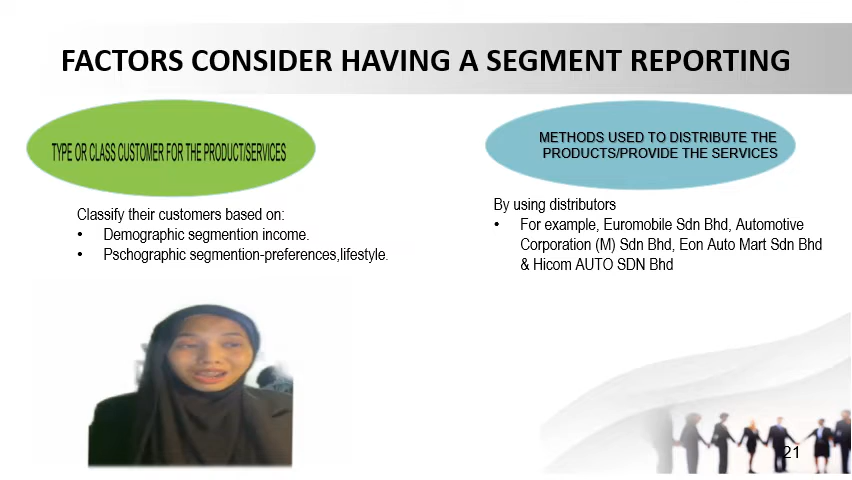 FACTORS CONSIDER HAVING A SEGMENT REPORTING
TYPE OR CLASS CUSTOMER FOR THE PRODUCT/SERVICES
Classify their customers based on:
• Demographic segmention income.
• Pschographic segmention-preferences,lifestyle.
METHODS USED TO DISTRIBUTE THE
PRODUCTS/PROVIDE THE SERVICES
By using distributors
• For example, Euromobile Sdn Bhd, Automotive
Corporation (M) Sdn Bhd, Eon Auto Mart Sdn Bhd
& Hicom AUTO SDN Bhd
21